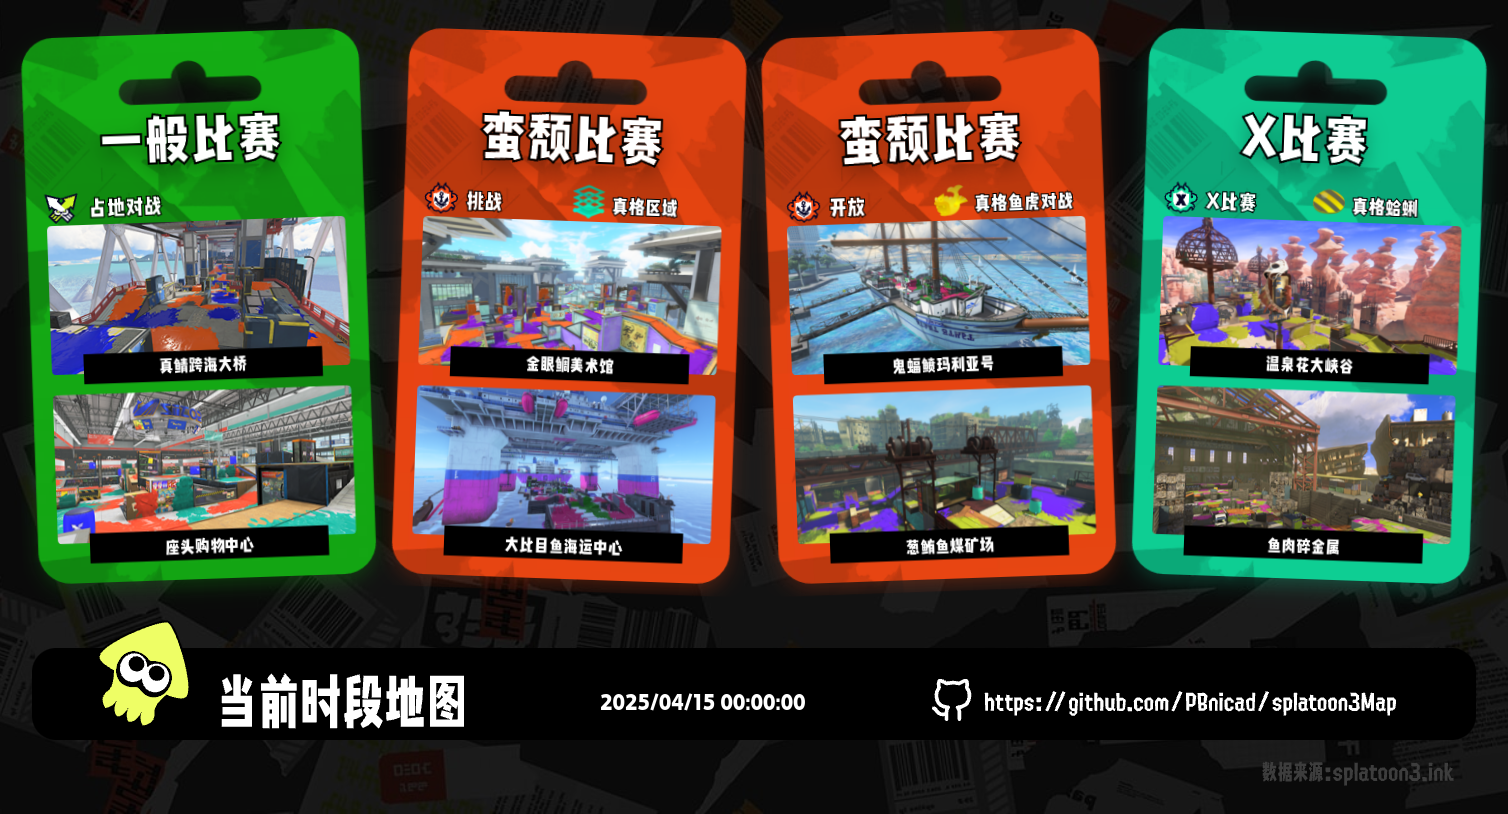 一般比赛
占地对战
真鲭跨海大桥
座头购物中心
蛮颓比赛
挑战
真格区域
金眼鲷美术馆
大比目鱼海运中心
蛮颓比赛
开放
真格鱼虎对战
鬼蝠鲼玛利亚号
葱鲔鱼煤矿场
X比赛
X比赛
真格蛤蜊
温泉花大峡谷
鱼肉碎金属
当前时段地图
2025/04/15 00:00:00
https://github.com/PBnicad/splatoon3Map
数据来源:splatoon3.ink